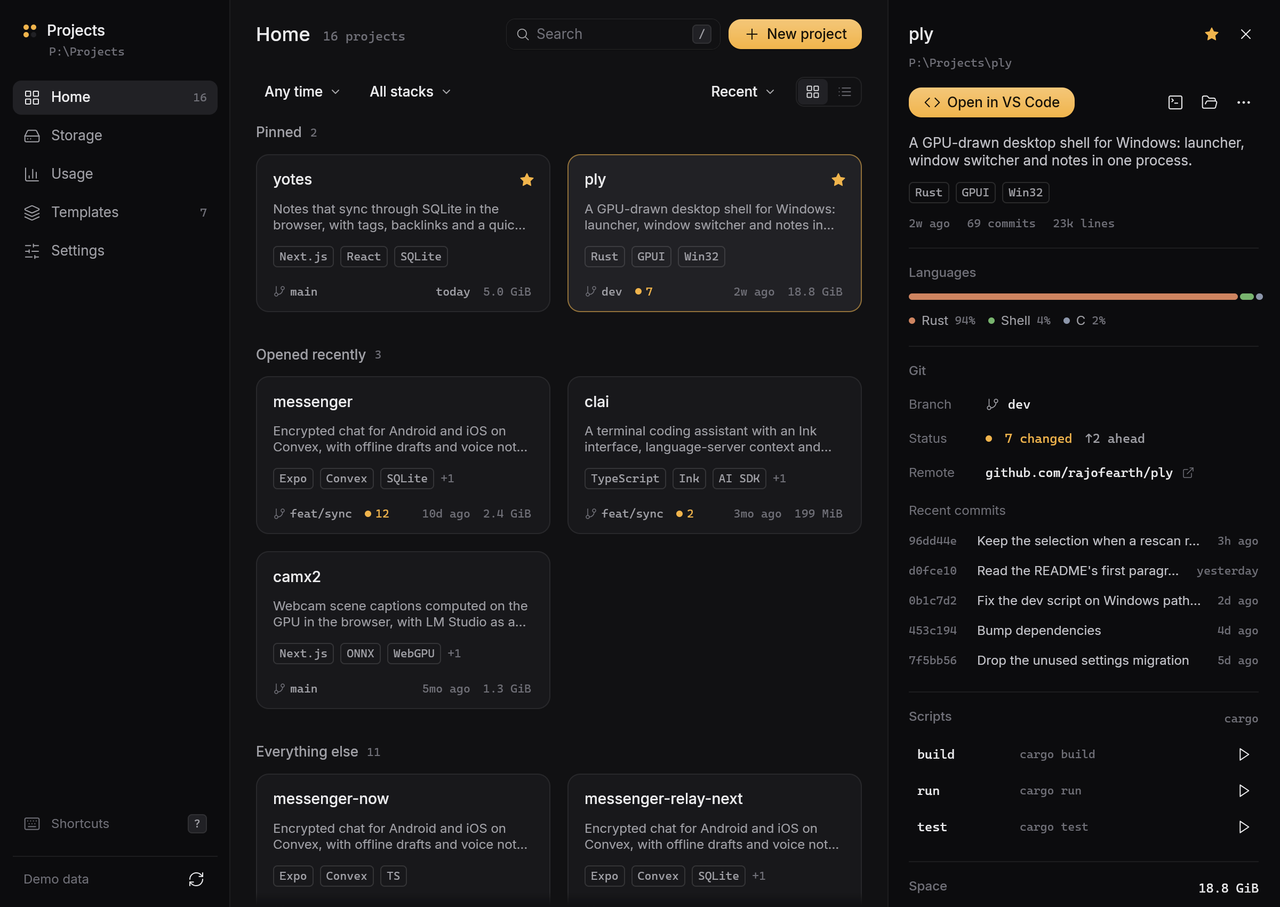 Projects
P:\Projects
Home 16
Storage
Usage
Templates 7
Settings
Shortcuts ?
Demo data
Home 16 projects
Search /
New project
Any time
All stacks
Recent
Pinned 2
yotes
Notes that sync through SQLite in the
browser, with tags, backlinks and a quic...
Next.js React SQLite
main today 5.0 GiB
ply
A GPU-drawn desktop shell for Windows:
launcher, window switcher and notes in...
Rust GPUI Win32
dev 7 2w ago 18.8 GiB
Opened recently 3
messenger
Encrypted chat for Android and iOS on
Convex, with offline drafts and voice not...
Expo Convex SQLite +1
feat/sync 12 10d ago 2.4 GiB
clai
A terminal coding assistant with an Ink
interface, language-server context and...
TypeScript Ink AI SDK +1
feat/sync 2 3mo ago 199 MiB
camx2
Webcam scene captions computed on the
GPU in the browser, with LM Studio as a...
Next.js ONNX WebGPU +1
main 5mo ago 1.3 GiB
Everything else 11
messenger-now
Encrypted chat for Android and iOS on
Convex, with offline drafts and voice not...
Expo Convex TS
messenger-relay-next
Encrypted chat for Android and iOS on
Convex, with offline drafts and voice not...
Expo Convex SQLite +1
ply
P:\Projects\ply
Open in VS Code
A GPU-drawn desktop shell for Windows: launcher,
window switcher and notes in one process.
Rust GPUI Win32
2w ago 69 commits 23k lines
Languages
Rust 94% Shell 4% C 2%
Git
Branch dev
Status 7 changed ↑2 ahead
Remote github.com/rajofearth/ply
Recent commits
96dd44e Keep the selection when a rescan r... 3h ago
d0fce10 Read the README's first paragr... yesterday
0b1c7d2 Fix the dev script on Windows path... 2d ago
453c194 Bump dependencies 4d ago
7f5bb56 Drop the unused settings migration 5d ago
Scripts cargo
build cargo build
run cargo run
test cargo test
Space 18.8 GiB